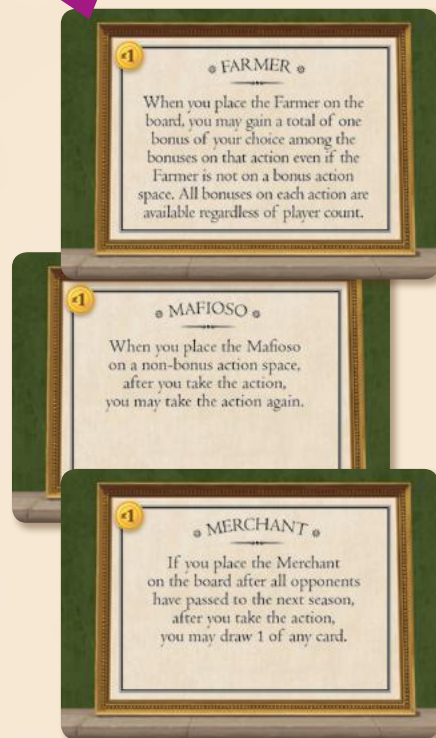 1
FARMER
When you place the Farmer on the
board, you may gain a total of one
bonus of your choice among the
bonuses on that action even if the
Farmer is not on a bonus action
space. All bonuses on each action are
available regardless of player count.
1
MAFIOSO
When you place the Mafioso
on a non-bonus action space,
after you take the action,
you may take the action again.
1
MERCHANT
If you place the Merchant
on the board after all opponents
have passed to the next season,
after you take the action,
you may draw 1 of any card.